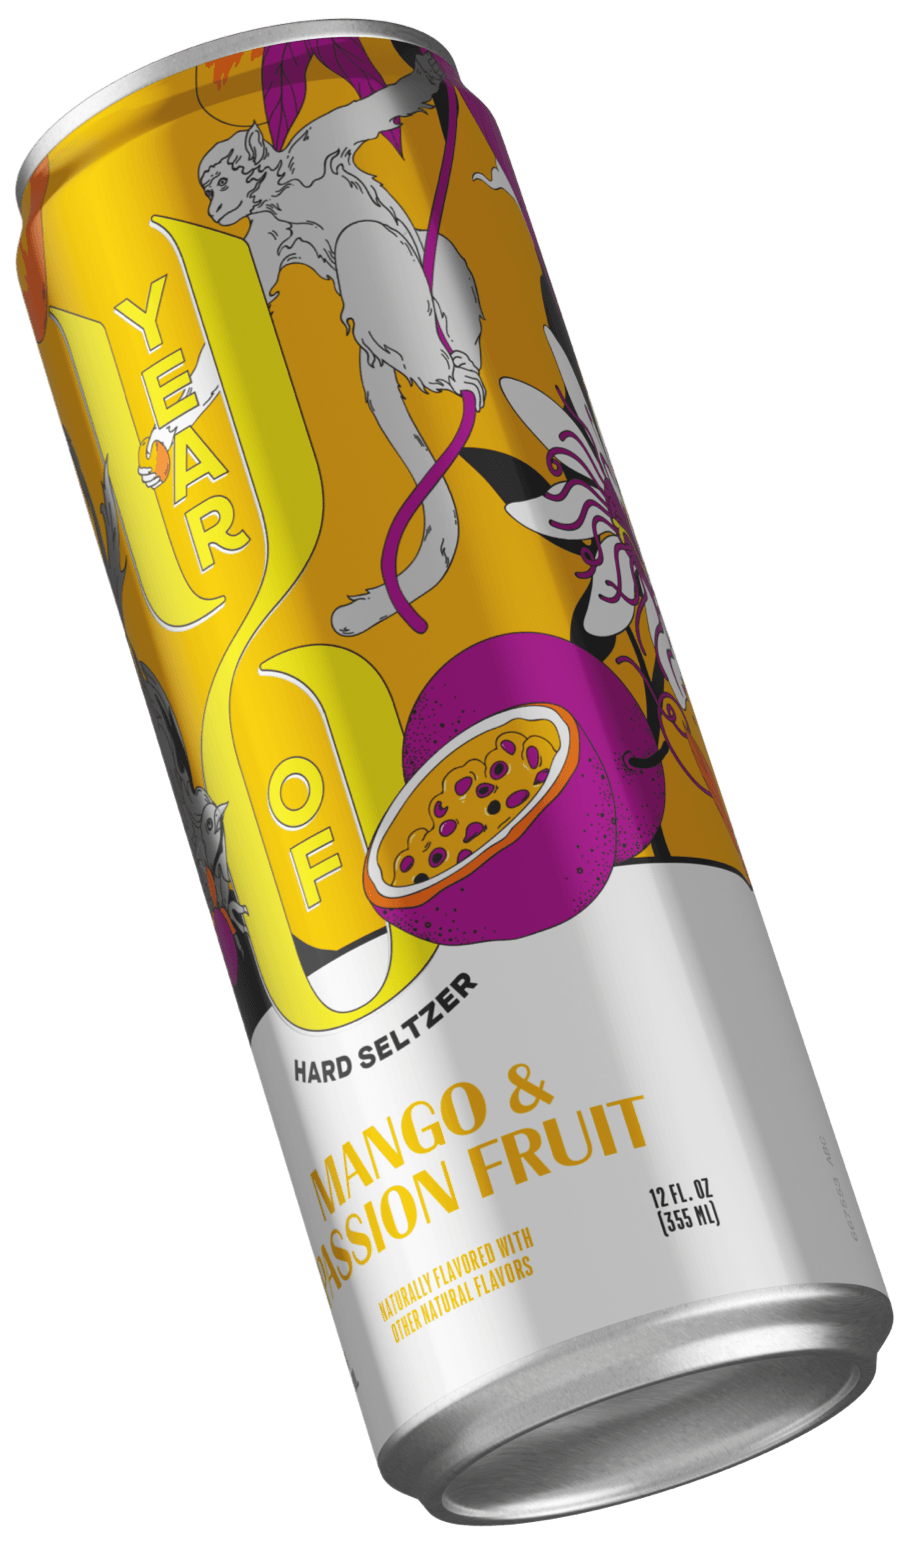 YEAR
OF
HARD SELTZER
MANGO &
PASSION FRUIT
NATURALLY FLAVORED WITH
OTHER NATURAL FLAVORS
12 FL. OZ
(355 ML)